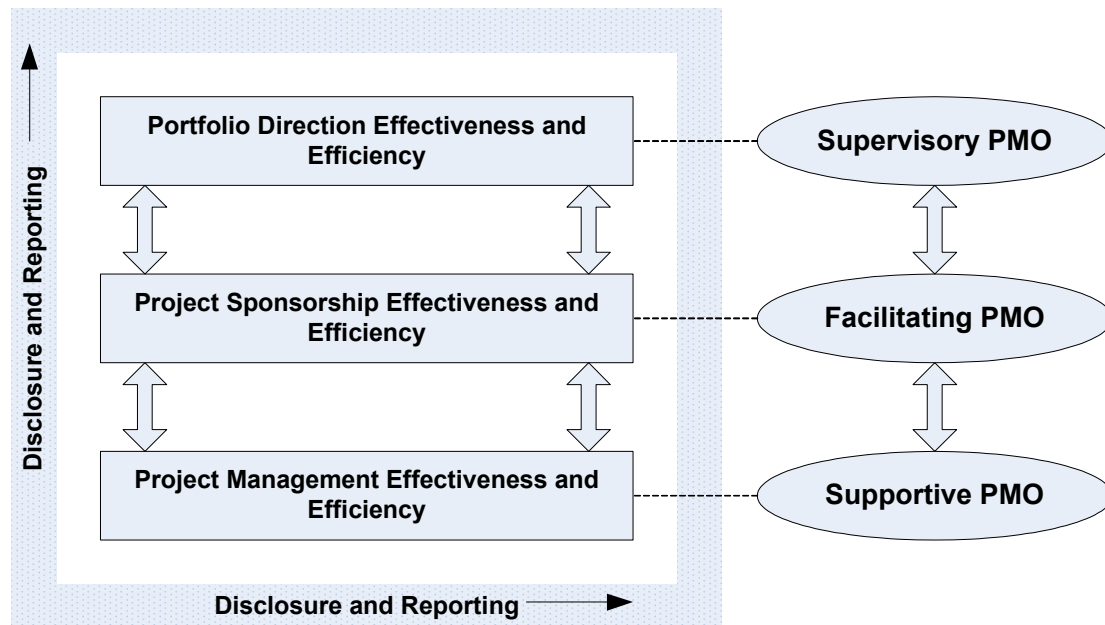 Portfolio Direction Effectiveness and
Efficiency
Supervisory PMO
Disclosure and Reporting
Project Sponsorship Effectiveness and
Efficiency
Facilitating PMO
Project Management Effectiveness and
Efficiency
Supportive PMO
Disclosure and Reporting